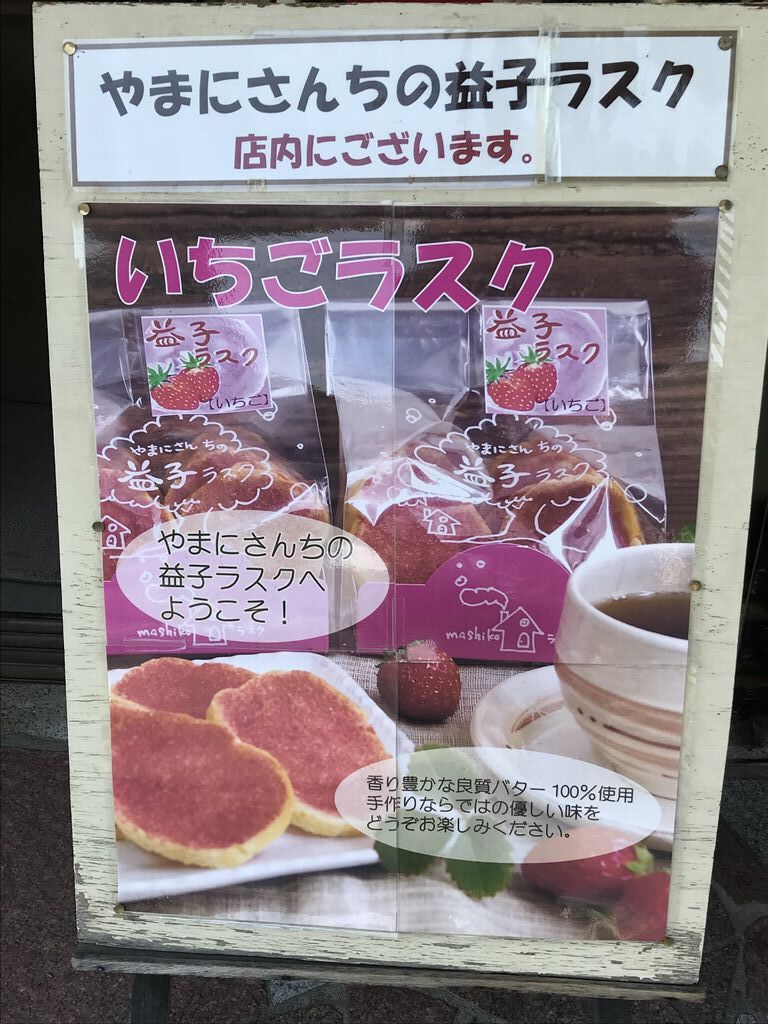 やまにさんちの益子ラスク
店内にございます。
いちごラスク
益子
ラスク
【いちご】
益子
ラスク
【いちご】
やまにさんちの
益子ラスク
やまにさんちの
益子ラスク
やまにさんちの
益子ラスクへ
ようこそ!
mashiko ラスク
mashiko ラ
香り豊かな良質バター100%使用
手作りならではの優しい味を
どうぞお楽しみください。